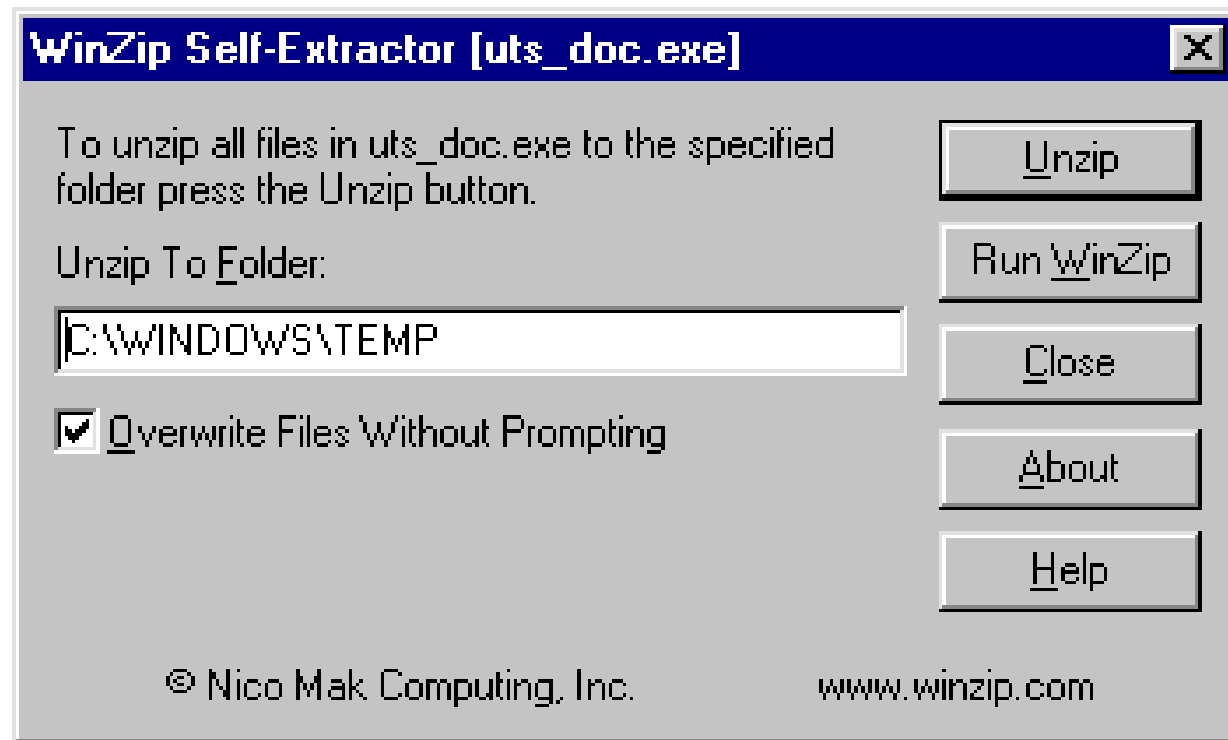 WinZip Self-Extractor [uts_doc.exe]
To unzip all files in uts_doc.exe to the specified
folder press the Unzip button.
Unzip To Folder:
C:\WINDOWS\TEMP
Overwrite Files Without Prompting
Unzip
Run WinZip
Close
About
Help
© Nico Mak Computing, Inc.
www.winzip.com